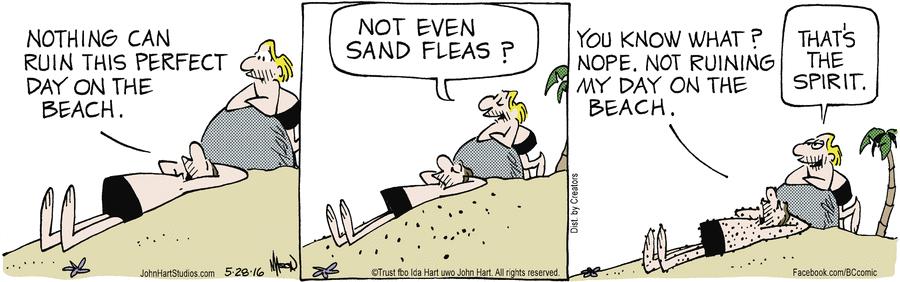 NOTHING CAN
RUIN THIS PERFECT
DAY ON THE
BEACH.
JohnHartStudios.com
5-28-16
MASON
NOT EVEN
SAND FLEAS ?
©Trust fbo Ida Hart uwo John Hart. All rights reserved.
Dist. by Creators
YOU KNOW WHAT ?
NOPE. NOT RUINING
MY DAY ON THE
BEACH.
THAT'S
THE
SPIRIT.
Facebook.com/BCcomic